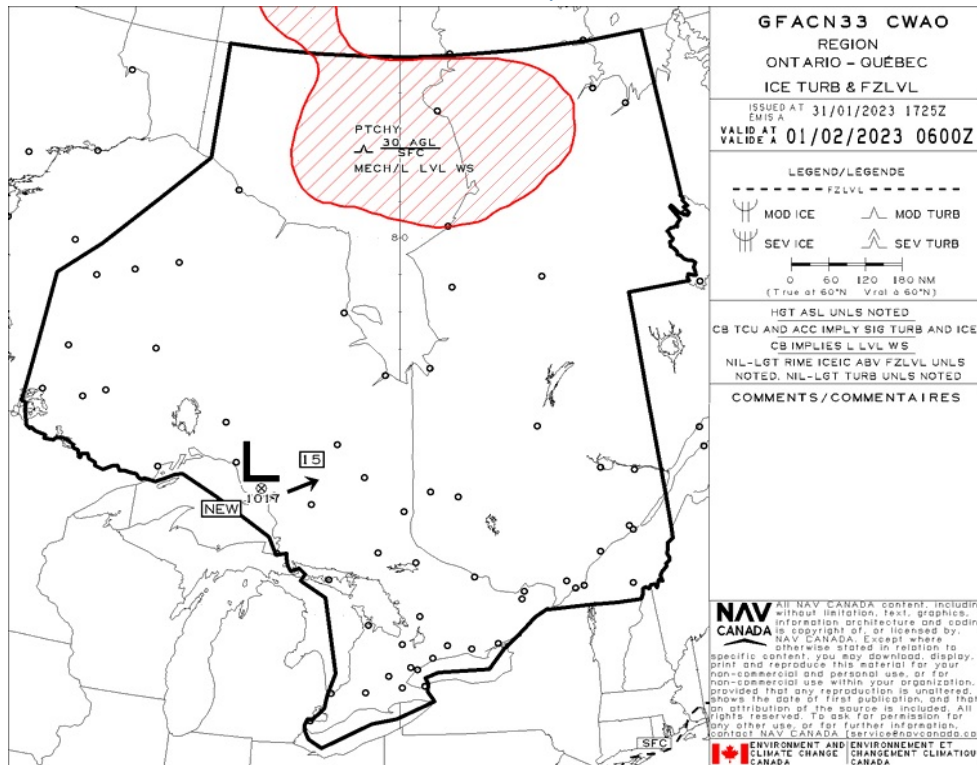 GFACN33 CWAO
REGION
ONTARIO – QUÉBEC
ICE TURB & FZLVL
ISSUED AT 31/01/2023 1725Z
ÉMIS A
VALID AT 01/02/2023 0600Z
VALIDE A
LEGEND/LÉGENDE
FZLVL
MOD ICE MOD TURB
SEV ICE SEV TURB
0 60 120 180 NM
(True at 60°N Vrai à 60°N)
HGT ASL UNLS NOTED
CB TCU AND ACC IMPLY SIG TURB AND ICE
CB IMPLIES L LVL WS
NIL-LGT RIME ICEIC ABV FZLVL UNLS
NOTED. NIL-LGT TURB UNLS NOTED
COMMENTS/COMMENTAIRES
PTCHY
30 AGL
SFC
MECH/L LVL WS
80
L
15
1017
NEW
SFC
NAV
CANADA
All NAV CANADA content, includin
without limitation, text, graphics,
information architecture and codin
is copyright of, or licensed by,
NAV CANADA. Except where
otherwise stated in relation to
specific content, you may download, display,
print and reproduce this material for your
non-commercial and personal use, or for
non-commercial use within your organization,
provided that any reproduction is unaltered,
shows the date of first publication, and that
an attribution of the source is included. All
rights reserved. To ask for permission for
any other use, or for further information,
contact NAV CANADA (service@navcanada.ca
ENVIRONMENT AND
CLIMATE CHANGE
CANADA
ENVIRONNEMENT ET
CHANGEMENT CLIMATIQU
CANADA